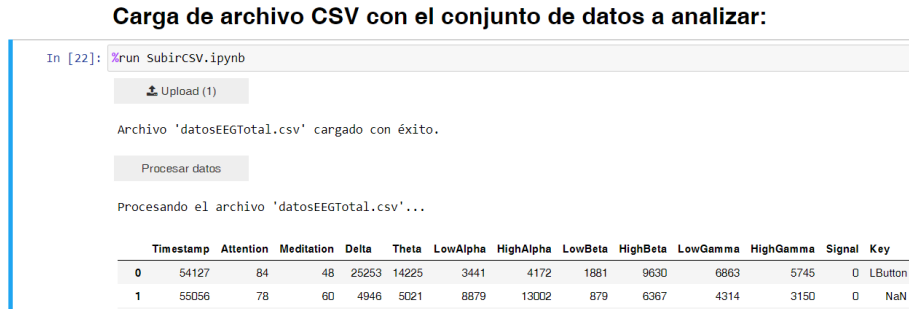 Carga de archivo CSV con el conjunto de datos a analizar:
In [22]: %run SubirCSV.ipynb
Upload (1)
Archivo 'datosEEGTotal.csv' cargado con éxito.
Procesar datos
Procesando el archivo 'datosEEGTotal.csv'...
Timestamp Attention Meditation Delta Theta LowAlpha HighAlpha LowBeta HighBeta LowGamma HighGamma Signal Key
0 54127 84 48 25253 14225 3441 4172 1881 9630 6863 5745 0 LButton
1 55056 78 60 4946 5021 8879 13002 879 6367 4314 3150 0 NaN